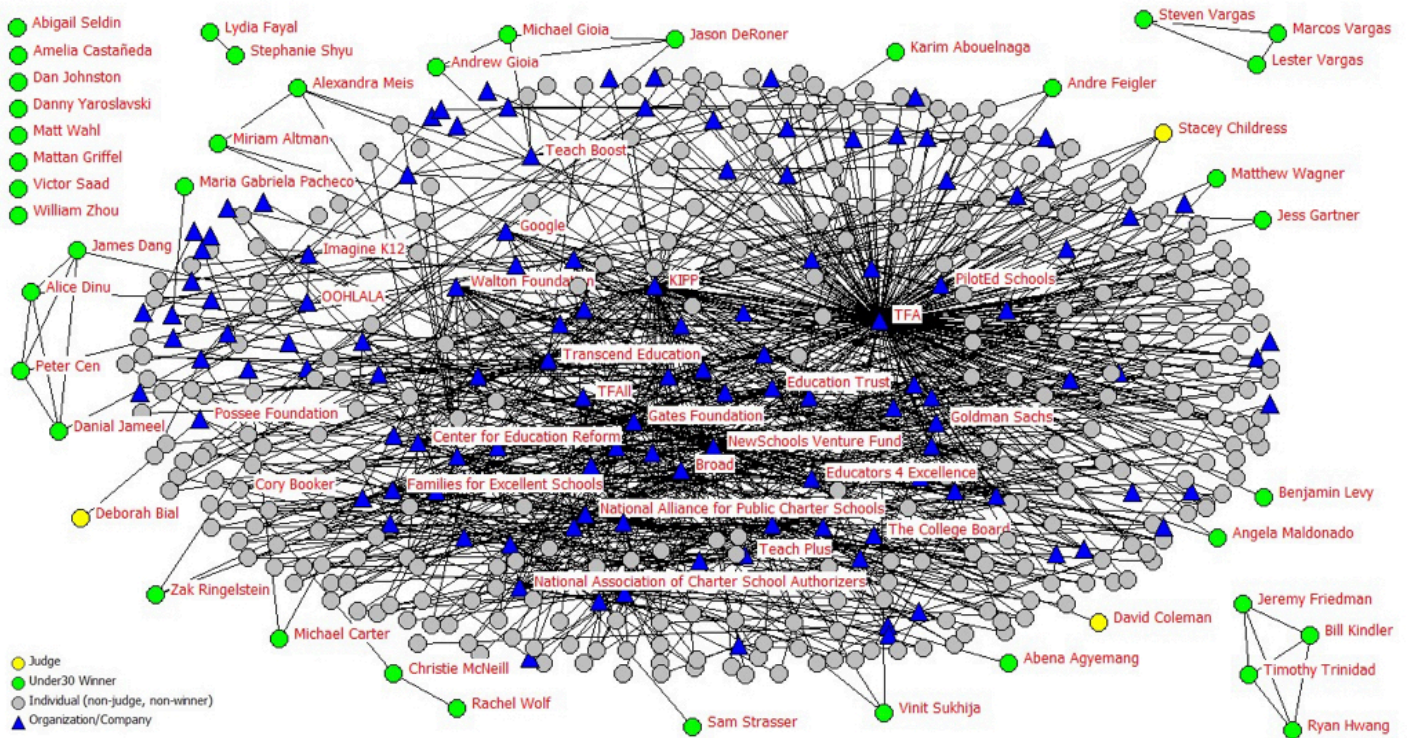 Abigail Seldin
Amelia Castañeda
Dan Johnston
Danny Yaroslavski
Matt Wahl
Mattan Griffel
Victor Saad
William Zhou
Lydia Fayal
Stephanie Shyu
Michael Gioia
Jason DeRoner
Andrew Gioia
Alexandra Meis
Miriam Altman
Maria Gabriela Pacheco
Karim Abouelnaga
Steven Vargas
Marcos Vargas
Lester Vargas
Andre Feigler
Stacey Childress
Matthew Wagner
Jess Gartner
Teach Boost
Google
Imagine K12
James Dang
Alice Dinu
OOHLALA
Walton Foundation
KIPP
PilotEd Schools
TFA
Peter Cen
Transcend Education
Education Trust
TFAll
Danial Jameel
Possee Foundation
Gates Foundation
Goldman Sachs
Center for Education Reform
NewSchools Venture Fund
Broad
Educators 4 Excellence
Cory Booker
Families for Excellent Schools
Benjamin Levy
Deborah Bial
National Alliance for Public Charter Schools
The College Board
Angela Maldonado
Teach Plus
National Association of Charter School Authorizers
Zak Ringelstein
Michael Carter
David Coleman
Jeremy Friedman
Bill Kindler
Timothy Trinidad
Ryan Hwang
Christie McNeill
Rachel Wolf
Abena Agyemang
Vinit Sukhija
Sam Strasser
Judge
Under30 Winner
Individual (non-judge, non-winner)
Organization/Company